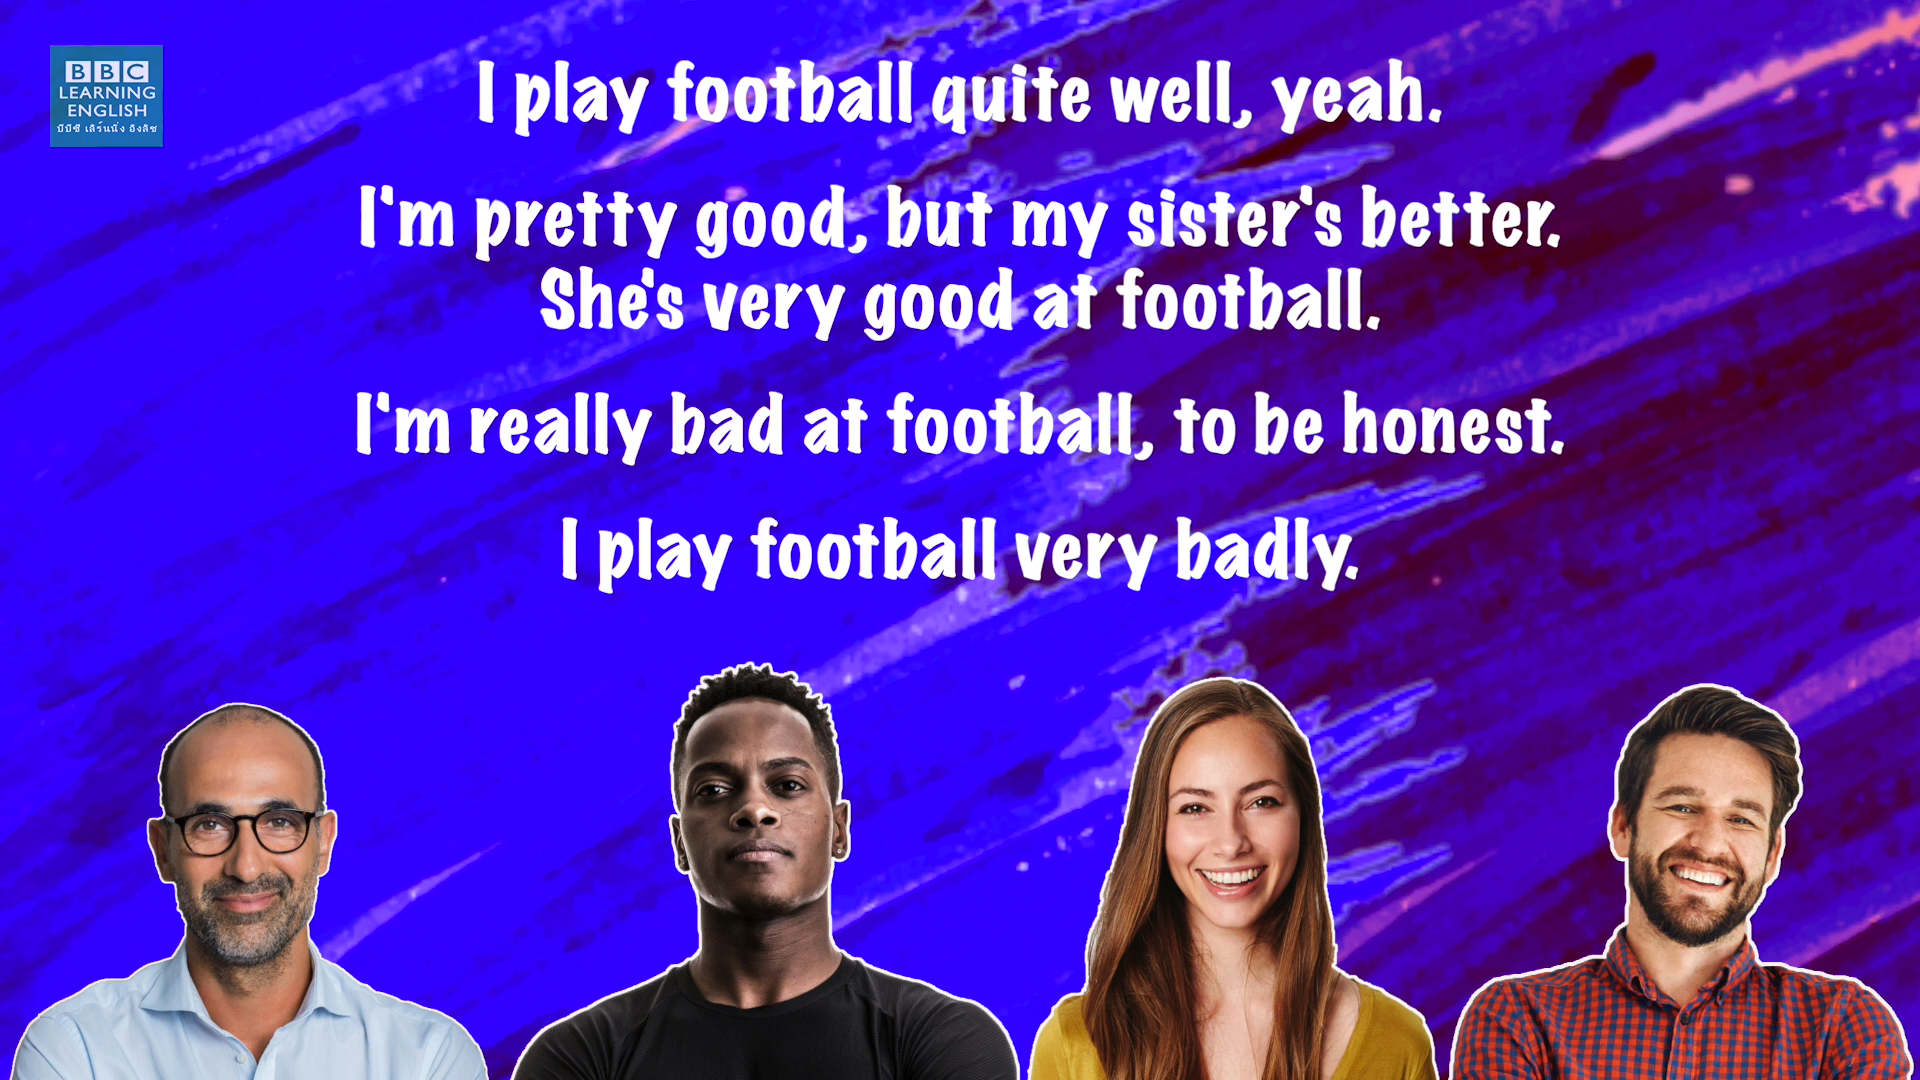 BBC
LEARNING
ENGLISH
บีบีซี เลิร์นนิ่ง อิงลิช
I play football quite well, yeah.
I'm pretty good, but my sister's better.
She's very good at football.
I'm really bad at football, to be honest.
I play football very badly.